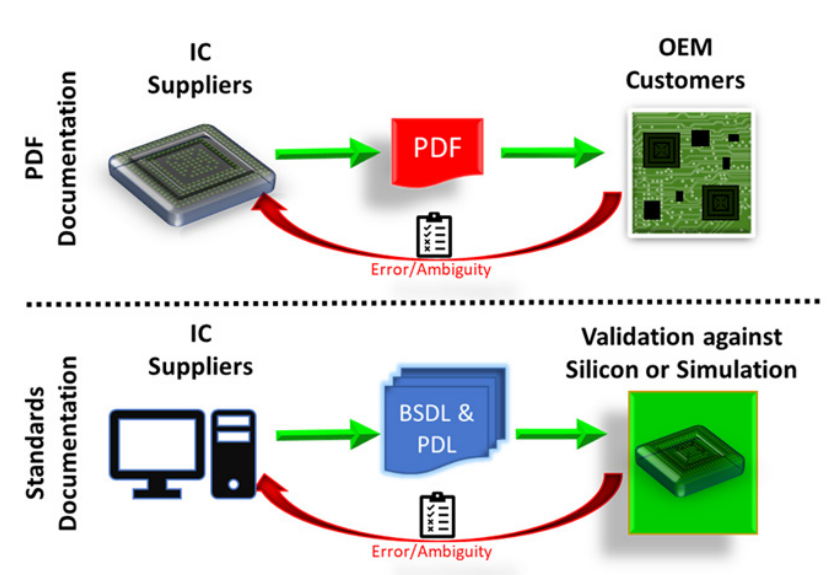 IC
Suppliers
OEM
Customers
PDF
Documentation
PDF
Error/Ambiguity
IC
Suppliers
Validation against
Silicon or Simulation
Standards
Documentation
BSDL &
PDL
Error/Ambiguity